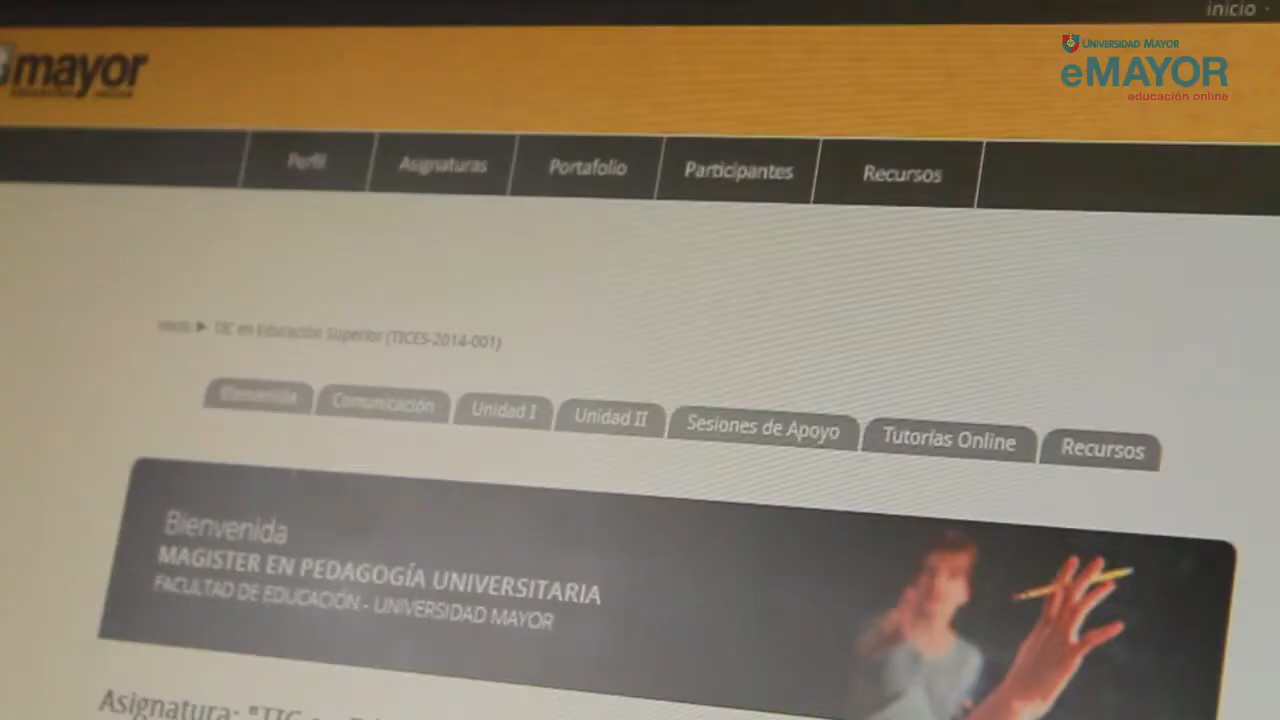 inicio
UNIVERSIDAD MAYOR
eMAYOR
educación online
mayor
Perfil Asignaturas Portafolio Participantes Recursos
Inicio ► TIC en Educación Superior (TICES-2014-001)
Bienvenida Comunicación Unidad I Unidad II Sesiones de Apoyo Tutorías Online Recursos
Bienvenida
MAGISTER EN PEDAGOGÍA UNIVERSITARIA
FACULTAD DE EDUCACIÓN - UNIVERSIDAD MAYOR
Asignatura: "TIC